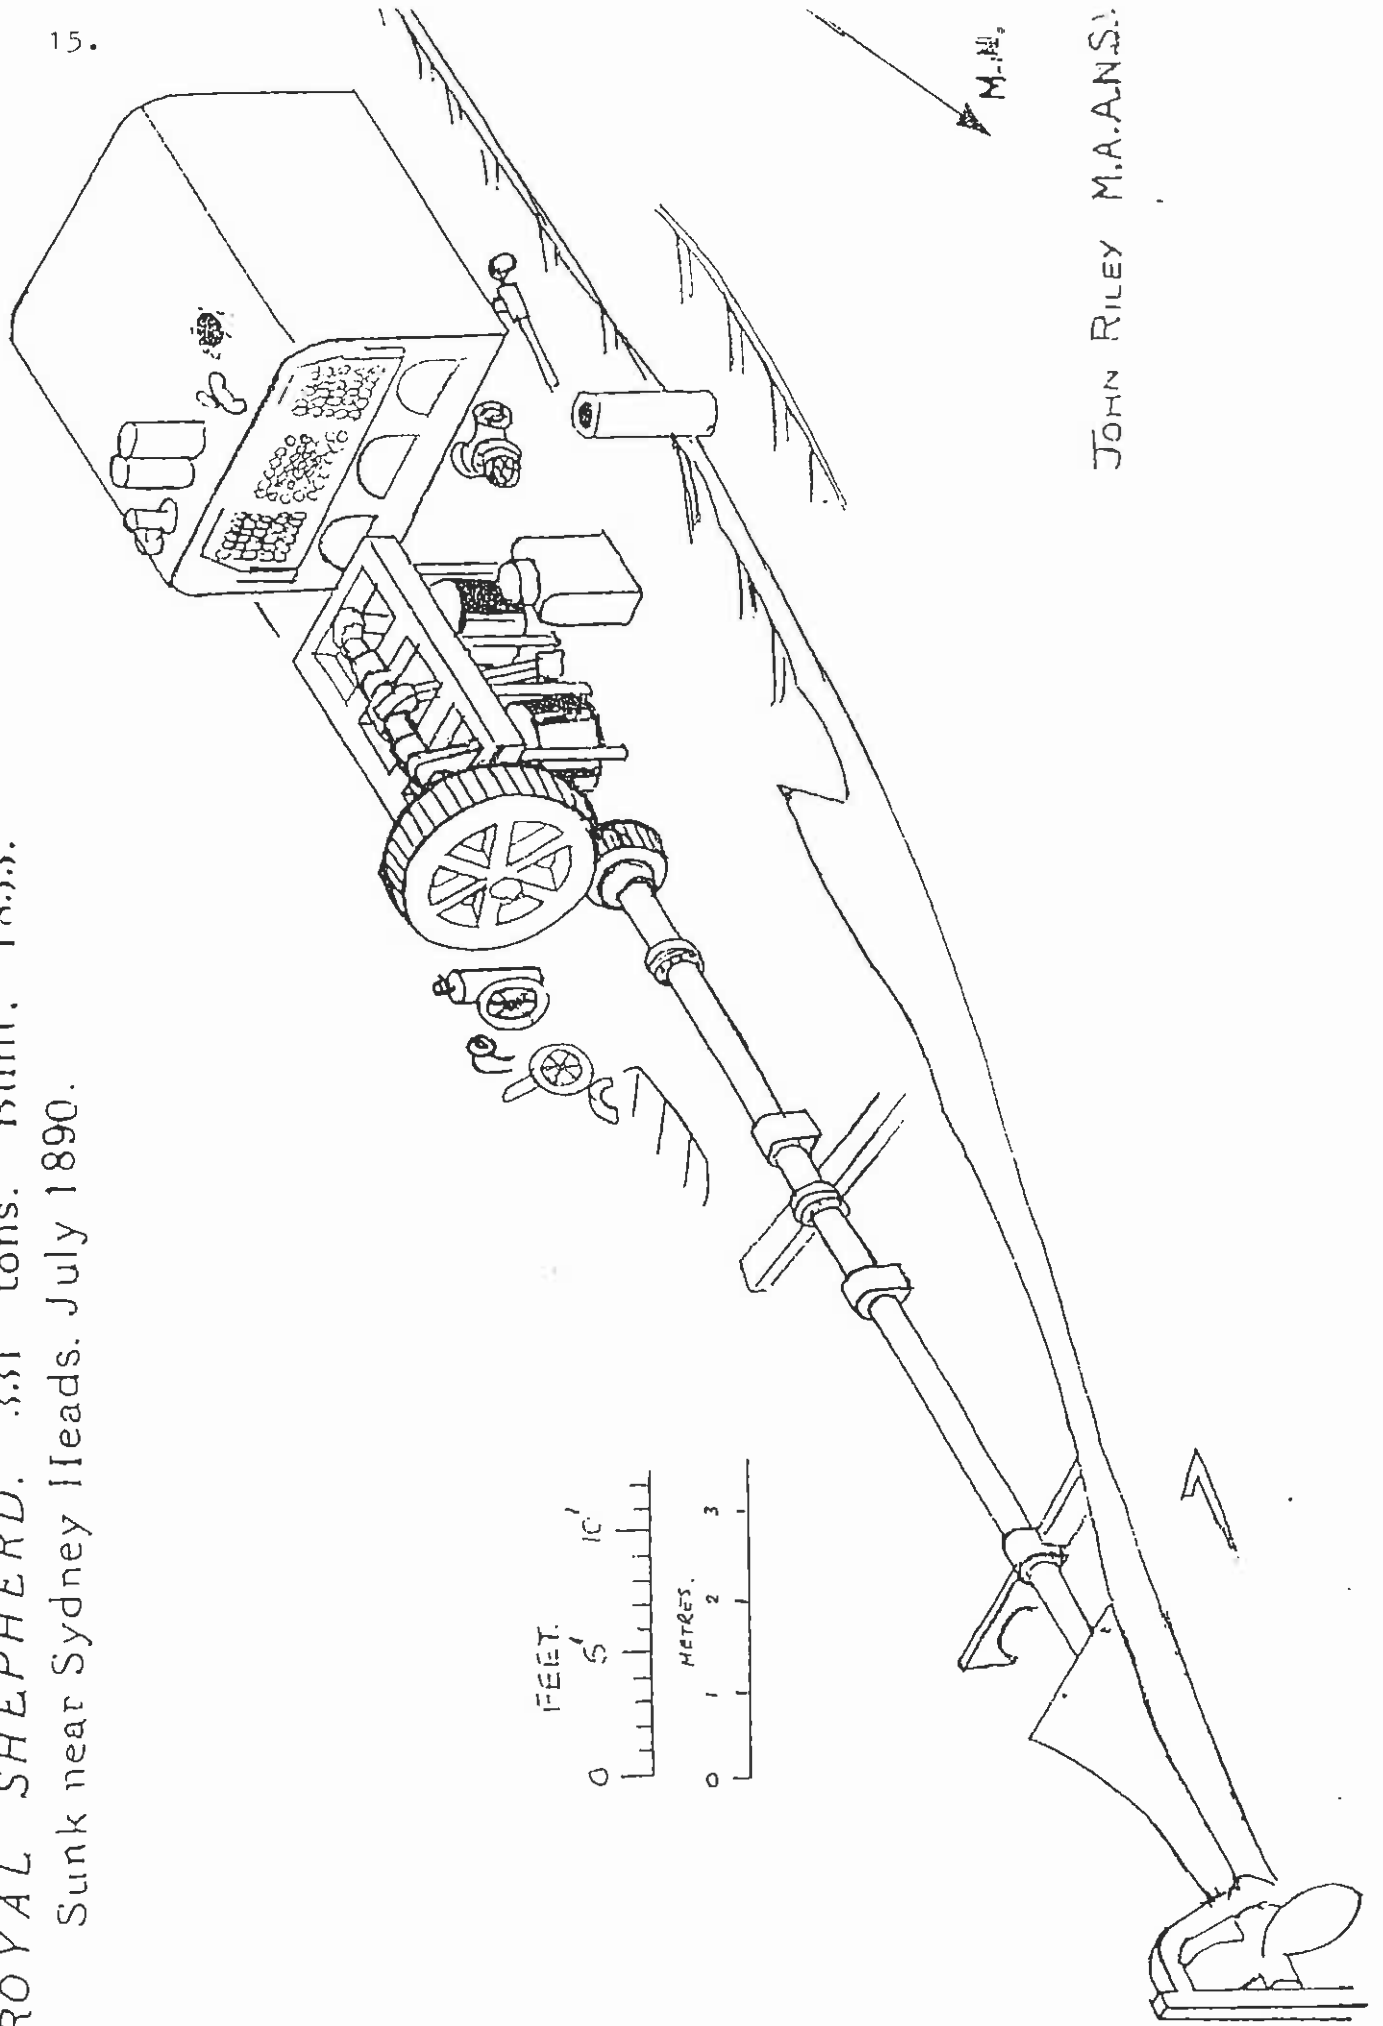 15.
ROYAL SHEPHERD. 331 tons. Built.
Sunk near Sydney Heads. July 1890.
FEET.
0 5' 10'
METRES.
0 1 2 3
M.N.
JOHN RILEY M.A.A.N.S.